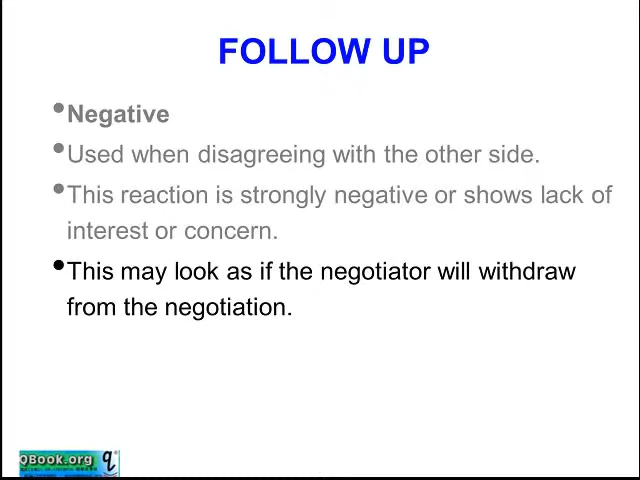 FOLLOW UP
•Negative
•Used when disagreeing with the other side.
•This reaction is strongly negative or shows lack of
interest or concern.
•This may look as if the negotiator will withdraw
from the negotiation.
QBook.org q